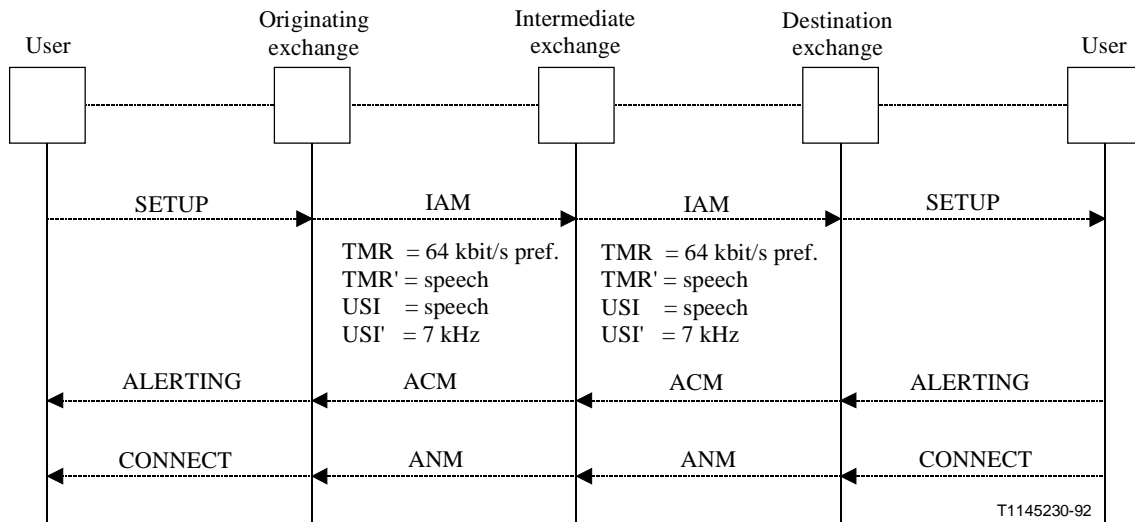 User
Originating
exchange
Intermediate
exchange
Destination
exchange
User
SETUP
IAM
IAM
SETUP
TMR = 64 kbit/s pref.
TMR' = speech
USI = speech
USI' = 7 kHz
TMR = 64 kbit/s pref.
TMR' = speech
USI = speech
USI' = 7 kHz
ALERTING
ACM
ACM
ALERTING
CONNECT
ANM
ANM
CONNECT
T1145230-92